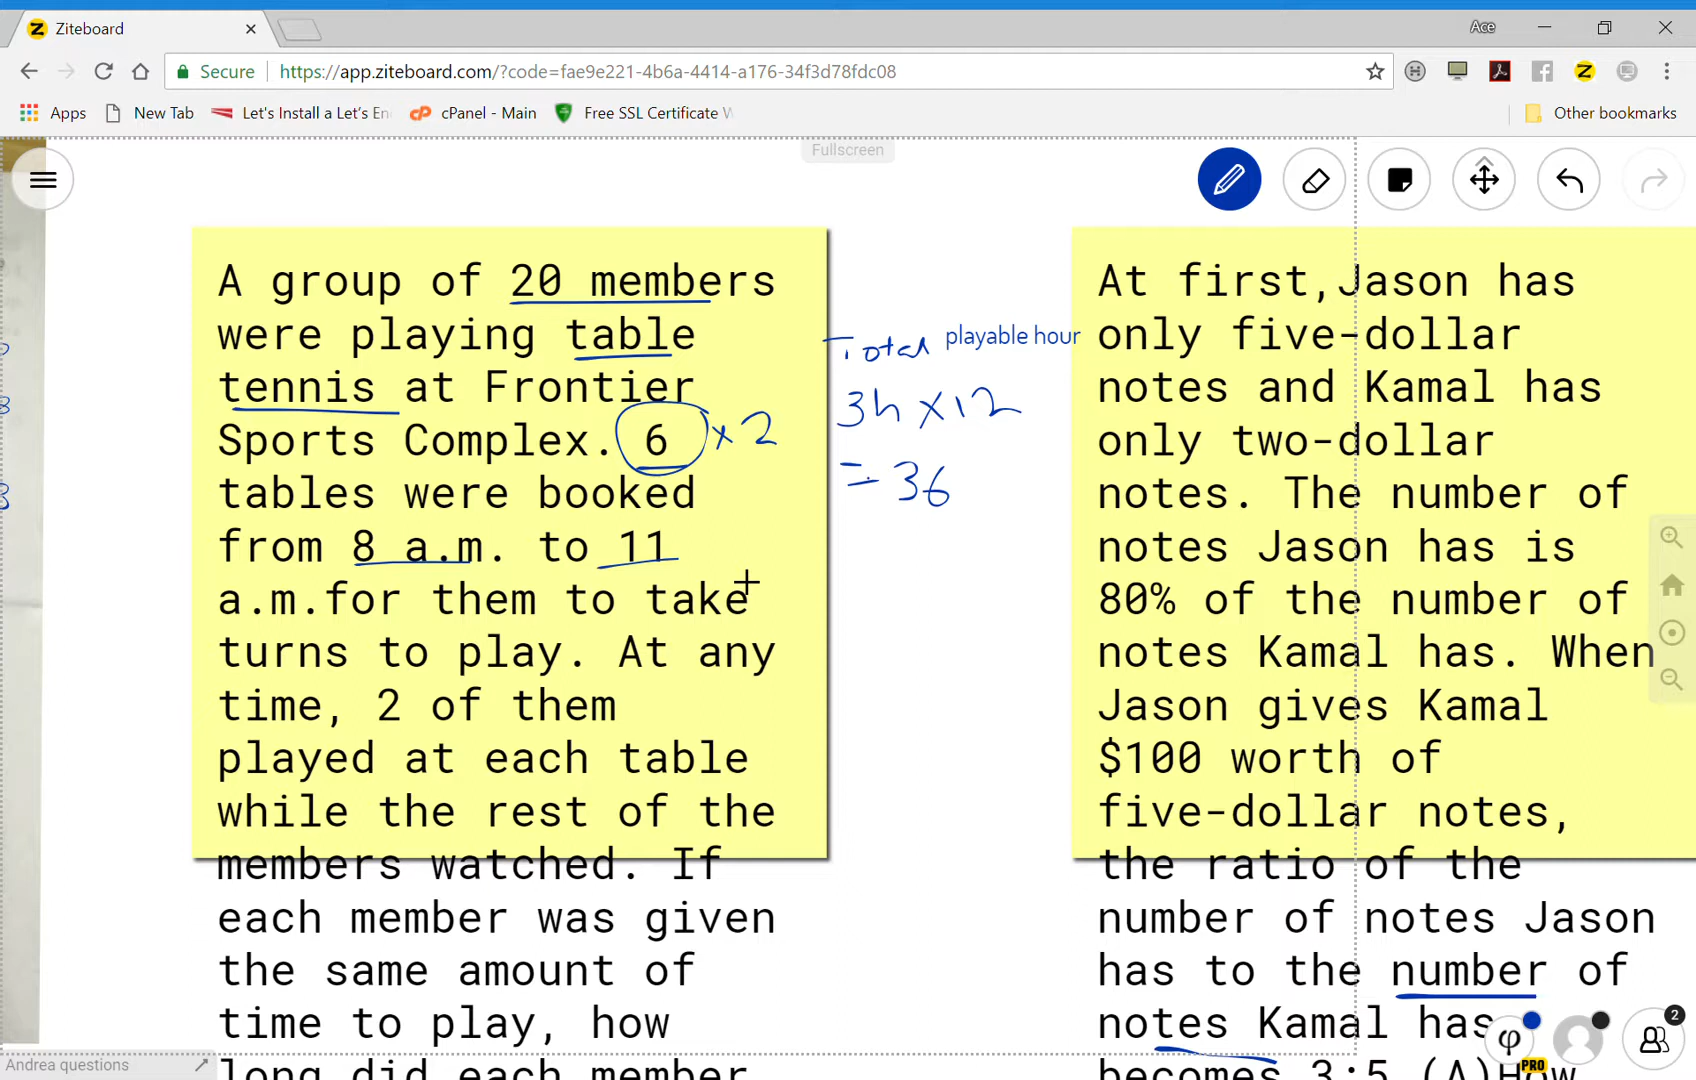 Ziteboard
Ace
Secure
https://app.ziteboard.com/?code=fae9e221-4b6a-4414-a176-34f3d78fdc08
Apps
New Tab
Let's Install a Let's En
cPanel - Main
Free SSL Certificate W
Other bookmarks
Fullscreen
A group of 20 members
were playing table
tennis at Frontier
Sports Complex. 6 × 2
tables were booked
from 8 a.m. to 11
a.m.for them to take
turns to play. At any
time, 2 of them
played at each table
while the rest of the
members watched. If
each member was given
the same amount of
time to play, how
long did each member
Total playable hour
3h × 12
= 36
At first,Jason has
only five-dollar
notes and Kamal has
only two-dollar
notes. The number of
notes Jason has is
80% of the number of
notes Kamal has. When
Jason gives Kamal
$100 worth of
five-dollar notes,
the ratio of the
number of notes Jason
has to the number of
notes Kamal has
becomes 3:5 (A)How
Andrea questions
φ
PRO
2